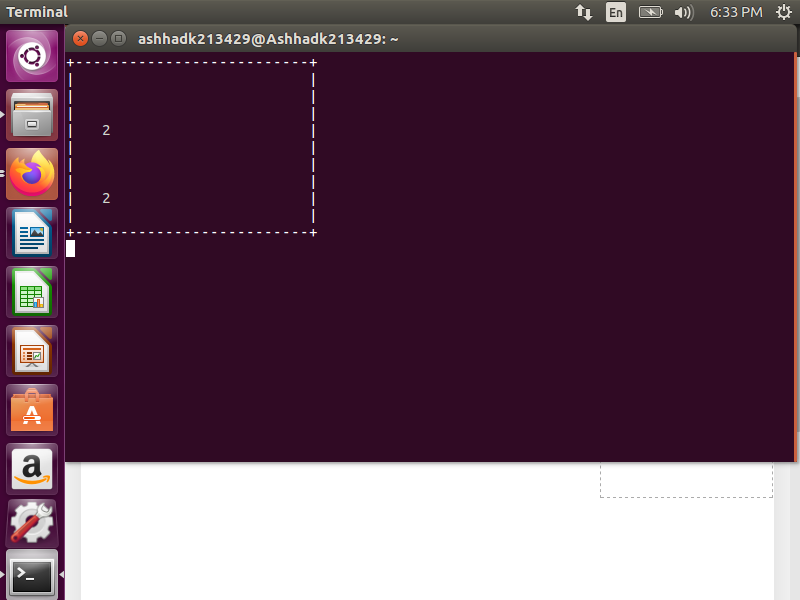 Terminal
En
6:33 PM
ashhadk213429@Ashhadk213429: ~
+--------------------------+
|                          |
|                          |
|                          |
|   2                      |
|                          |
|                          |
|                          |
|   2                      |
|                          |
+--------------------------+